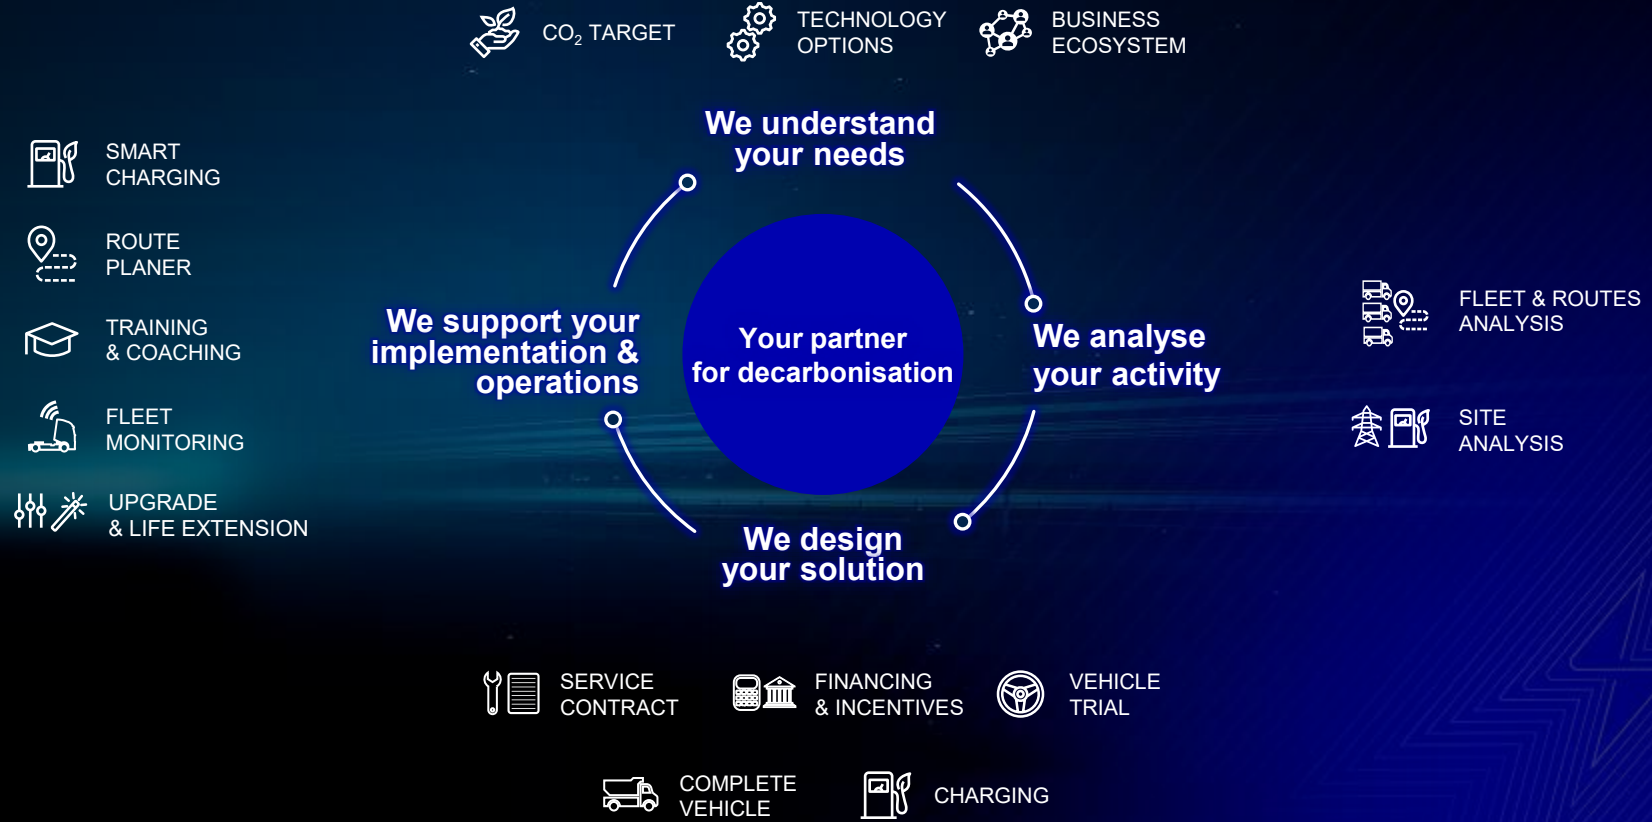 CO₂ TARGET
TECHNOLOGY
OPTIONS
BUSINESS
ECOSYSTEM
We understand
your needs
SMART
CHARGING
ROUTE
PLANER
TRAINING
& COACHING
FLEET
MONITORING
UPGRADE
& LIFE EXTENSION
We support your
implementation &
operations
Your partner
for decarbonisation
We analyse
your activity
FLEET & ROUTES
ANALYSIS
SITE
ANALYSIS
We design
your solution
SERVICE
CONTRACT
FINANCING
& INCENTIVES
VEHICLE
TRIAL
COMPLETE
VEHICLE
CHARGING